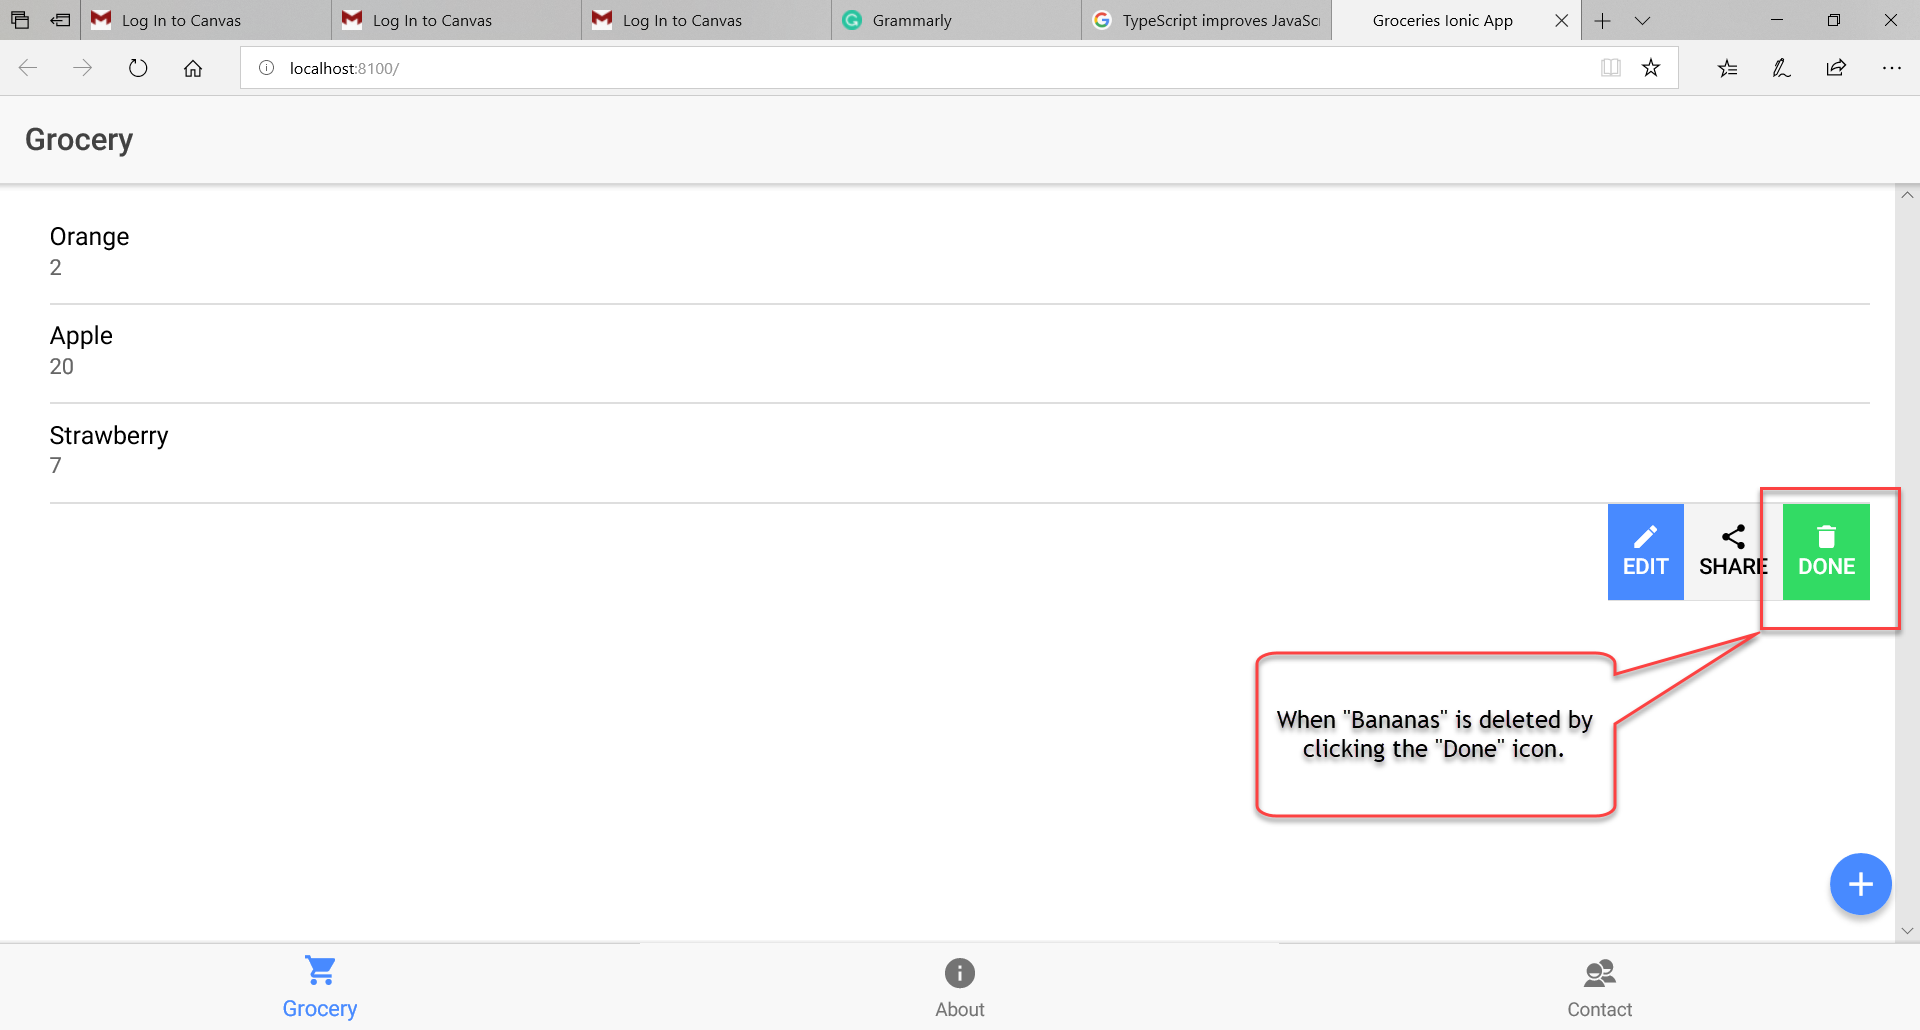 Log In to Canvas
Log In to Canvas
Log In to Canvas
Grammarly
TypeScript improves JavaSc
Groceries Ionic App
localhost:8100/
Grocery
Orange
2
Apple
20
Strawberry
7
EDIT
SHARE
DONE
When "Bananas" is deleted by
clicking the "Done" icon.
Grocery
About
Contact